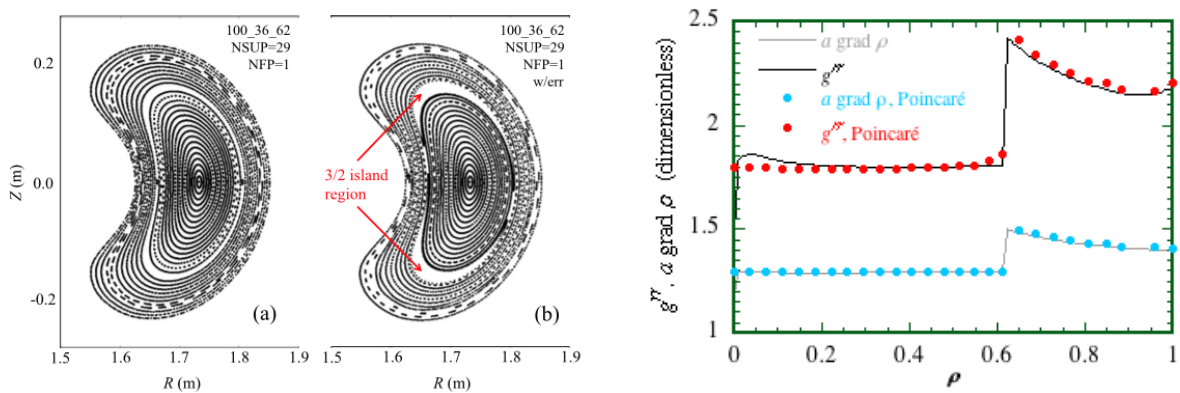 100_36_62
NSUP=29
NFP=1
(a)
Z (m)
0.2
0.0
-0.2
1.5 1.6 1.7 1.8 1.9
R (m)
100_36_62
NSUP=29
NFP=1
w/err
3/2 island
region
(b)
1.5 1.6 1.7 1.8 1.9
R (m)
a grad ρ
g^rr
a grad ρ, Poincaré
g^rr, Poincaré
g^rr, a grad ρ (dimensionless)
2.5
2
1.5
1
0 0.2 0.4 0.6 0.8 1
ρ